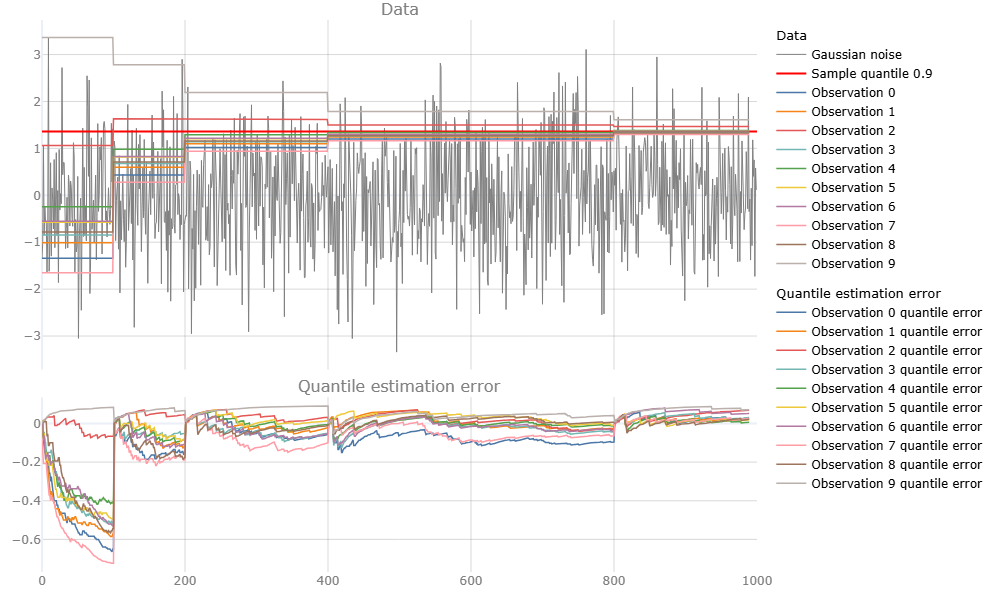 Data
3
2
1
0
−1
−2
−3
Quantile estimation error
0
−0.2
−0.4
−0.6
0 200 400 600 800 1000
Data
Gaussian noise
Sample quantile 0.9
Observation 0
Observation 1
Observation 2
Observation 3
Observation 4
Observation 5
Observation 6
Observation 7
Observation 8
Observation 9
Quantile estimation error
Observation 0 quantile error
Observation 1 quantile error
Observation 2 quantile error
Observation 3 quantile error
Observation 4 quantile error
Observation 5 quantile error
Observation 6 quantile error
Observation 7 quantile error
Observation 8 quantile error
Observation 9 quantile error